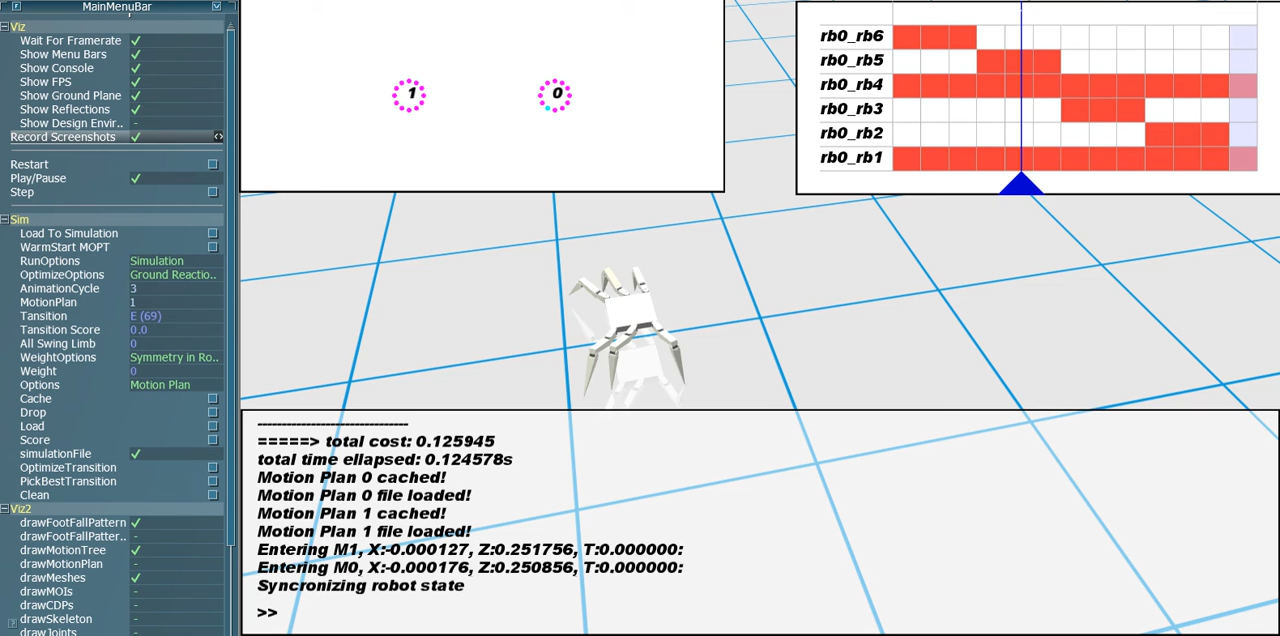 MainMenuBar
Viz
Wait For Framerate
Show Menu Bars
Show Console
Show FPS
Show Ground Plane
Show Reflections
Show Design Envir..
Record Screenshots
Restart
Play/Pause
Step
Sim
Load To Simulation
WarmStart MOPT
RunOptions Simulation
OptimizeOptions Ground Reactio..
AnimationCycle 3
MotionPlan 1
Transition E (69)
Tansition Score 0.0
All Swing Limb 0
WeightOptions Symmetry in Ro..
Weight 0
Options Motion Plan
Cache
Drop
Load
Score
simulationFile
OptimizeTransition
PickBestTransition
Clean
Viz2
drawFootFallPattern
drawFootFallPatter..
drawMotionTree
drawMotionPlan
drawMeshes
drawMOIs
drawCDPs
drawSkeleton
drawJoints
1 0
rb0_rb6
rb0_rb5
rb0_rb4
rb0_rb3
rb0_rb2
rb0_rb1
------------------------------
=====> total cost: 0.125945
total time ellapsed: 0.124578s
Motion Plan 0 cached!
Motion Plan 0 file loaded!
Motion Plan 1 cached!
Motion Plan 1 file loaded!
Entering M1, X:-0.000127, Z:0.251756, T:0.000000:
Entering M0, X:-0.000176, Z:0.250856, T:0.000000:
Syncronizing robot state
>>